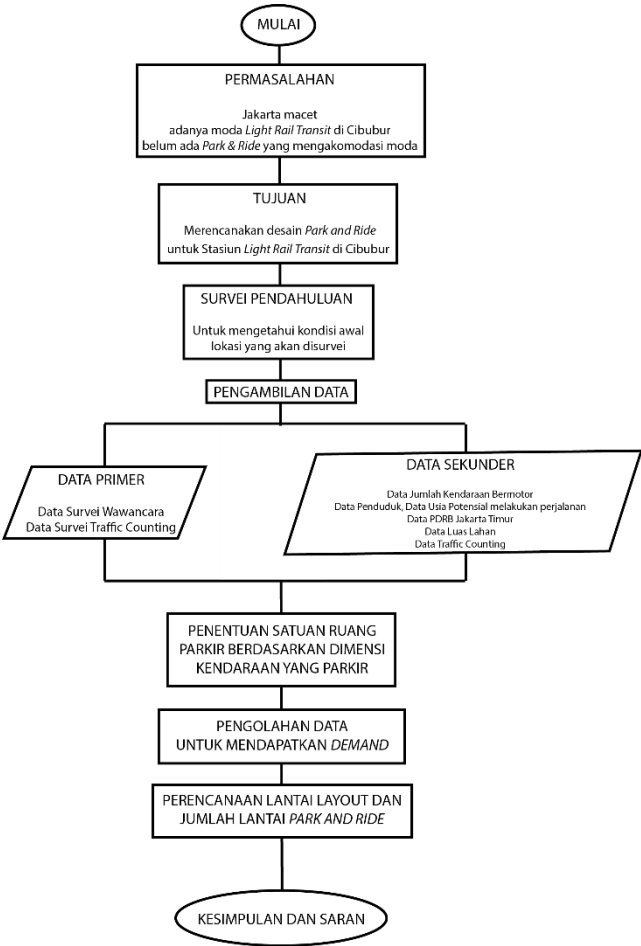 MULAI
PERMASALAHAN
Jakarta macet
adanya moda Light Rail Transit di Cibubur
belum ada Park & Ride yang mengakomodasi moda
TUJUAN
Merencanakan desain Park and Ride
untuk Stasiun Light Rail Transit di Cibubur
SURVEI PENDAHULUAN
Untuk mengetahui kondisi awal
lokasi yang akan disurvei
PENGAMBILAN DATA
DATA PRIMER
Data Survei Wawancara
Data Survei Traffic Counting
DATA SEKUNDER
Data Jumlah Kendaraan Bermotor
Data Penduduk, Data Usia Potensial melakukan perjalanan
Data PDRB Jakarta Timur
Data Luas Lahan
Data Traffic Counting
PENENTUAN SATUAN RUANG
PARKIR BERDASARKAN DIMENSI
KENDARAAN YANG PARKIR
PENGOLAHAN DATA
UNTUK MENDAPATKAN DEMAND
PERENCANAAN LANTAI LAYOUT DAN
JUMLAH LANTAI PARK AND RIDE
KESIMPULAN DAN SARAN